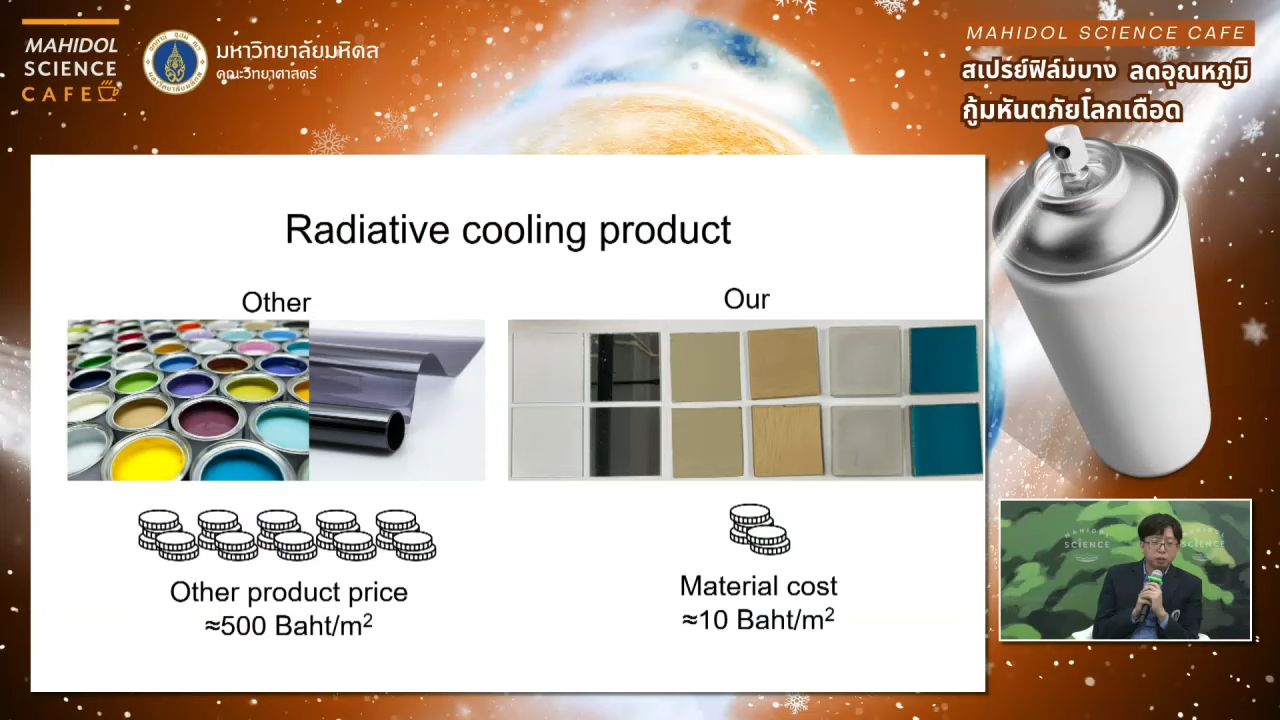 MAHIDOL
SCIENCE
CAFE
มหาวิทยาลัยมหิดล
คณะวิทยาศาสตร์
MAHIDOL SCIENCE CAFE
สเปรย์ฟิล์มบาง ลดอุณหภูมิ
กู้มหันตภัยโลกเดือด
Radiative cooling product
Other
Our
Other product price
≈500 Baht/m²
Material cost
≈10 Baht/m²
MAHIDOL
SCIENCE
SCIENCE